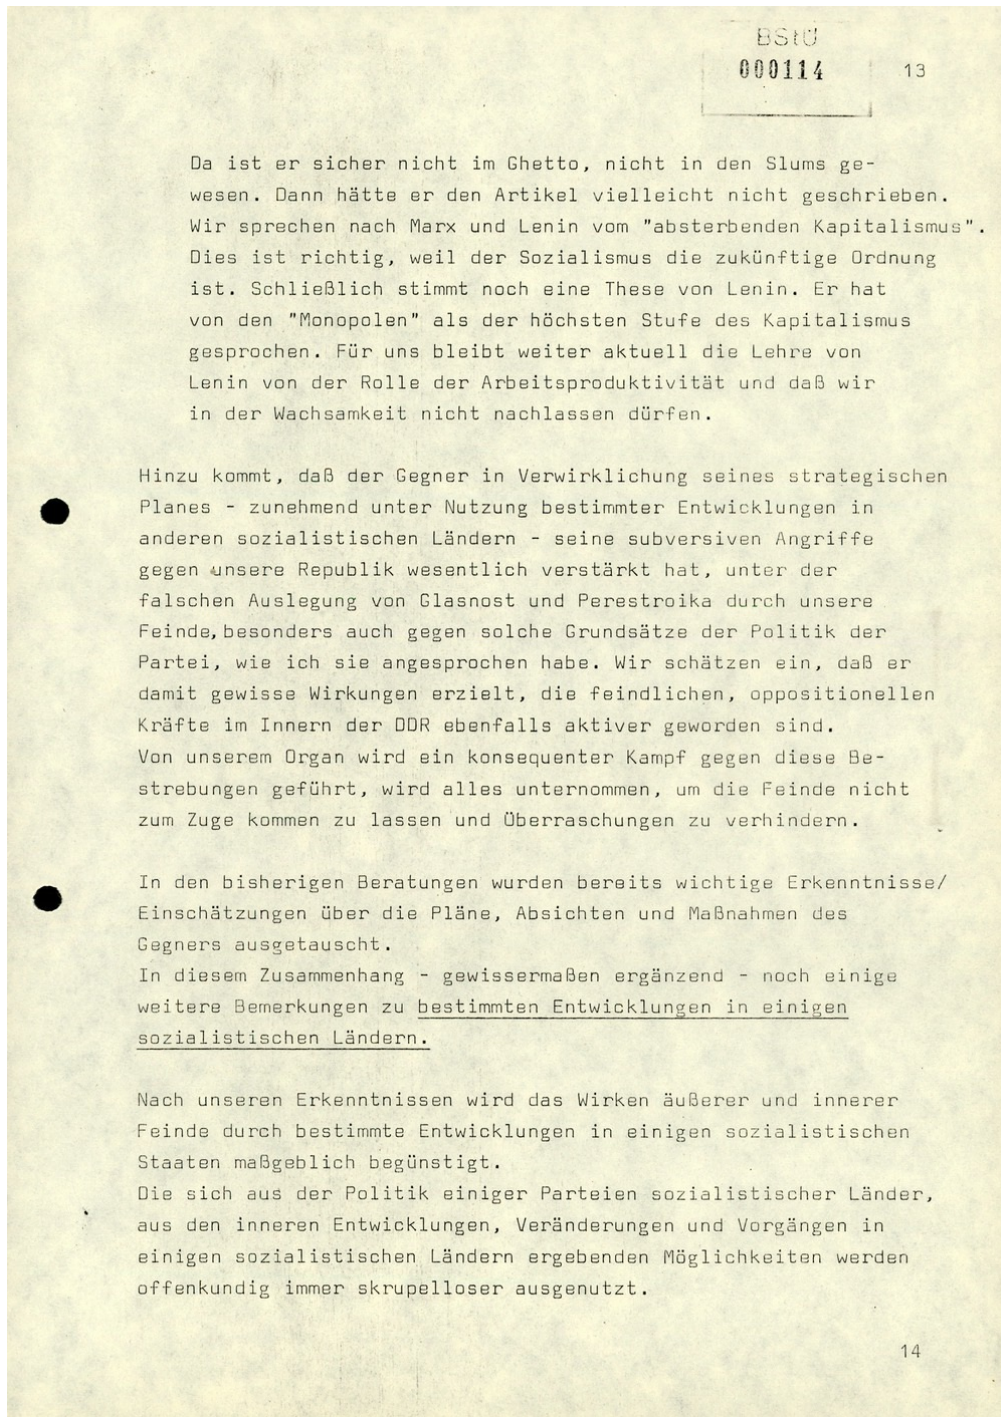 BStU
000114
13
Da ist er sicher nicht im Ghetto, nicht in den Slums ge-
wesen. Dann hätte er den Artikel vielleicht nicht geschrieben.
Wir sprechen nach Marx und Lenin vom "absterbenden Kapitalismus".
Dies ist richtig, weil der Sozialismus die zukünftige Ordnung
ist. Schließlich stimmt noch eine These von Lenin. Er hat
von den "Monopolen" als der höchsten Stufe des Kapitalismus
gesprochen. Für uns bleibt weiter aktuell die Lehre von
Lenin von der Rolle der Arbeitsproduktivität und daß wir
in der Wachsamkeit nicht nachlassen dürfen.
Hinzu kommt, daß der Gegner in Verwirklichung seines strategischen
Planes - zunehmend unter Nutzung bestimmter Entwicklungen in
anderen sozialistischen Ländern - seine subversiven Angriffe
gegen unsere Republik wesentlich verstärkt hat, unter der
falschen Auslegung von Glasnost und Perestroika durch unsere
Feinde, besonders auch gegen solche Grundsätze der Politik der
Partei, wie ich sie angesprochen habe. Wir schätzen ein, daß er
damit gewisse Wirkungen erzielt, die feindlichen, oppositionellen
Kräfte im Innern der DDR ebenfalls aktiver geworden sind.
Von unserem Organ wird ein konsequenter Kampf gegen diese Be-
strebungen geführt, wird alles unternommen, um die Feinde nicht
zum Zuge kommen zu lassen und Überraschungen zu verhindern.
In den bisherigen Beratungen wurden bereits wichtige Erkenntnisse/
Einschätzungen über die Pläne, Absichten und Maßnahmen des
Gegners ausgetauscht.
In diesem Zusammenhang - gewissermaßen ergänzend - noch einige
weitere Bemerkungen zu bestimmten Entwicklungen in einigen
sozialistischen Ländern.
Nach unseren Erkenntnissen wird das Wirken äußerer und innerer
Feinde durch bestimmte Entwicklungen in einigen sozialistischen
Staaten maßgeblich begünstigt.
Die sich aus der Politik einiger Parteien sozialistischer Länder,
aus den inneren Entwicklungen, Veränderungen und Vorgängen in
einigen sozialistischen Ländern ergebenden Möglichkeiten werden
offenkundig immer skrupelloser ausgenutzt.
14